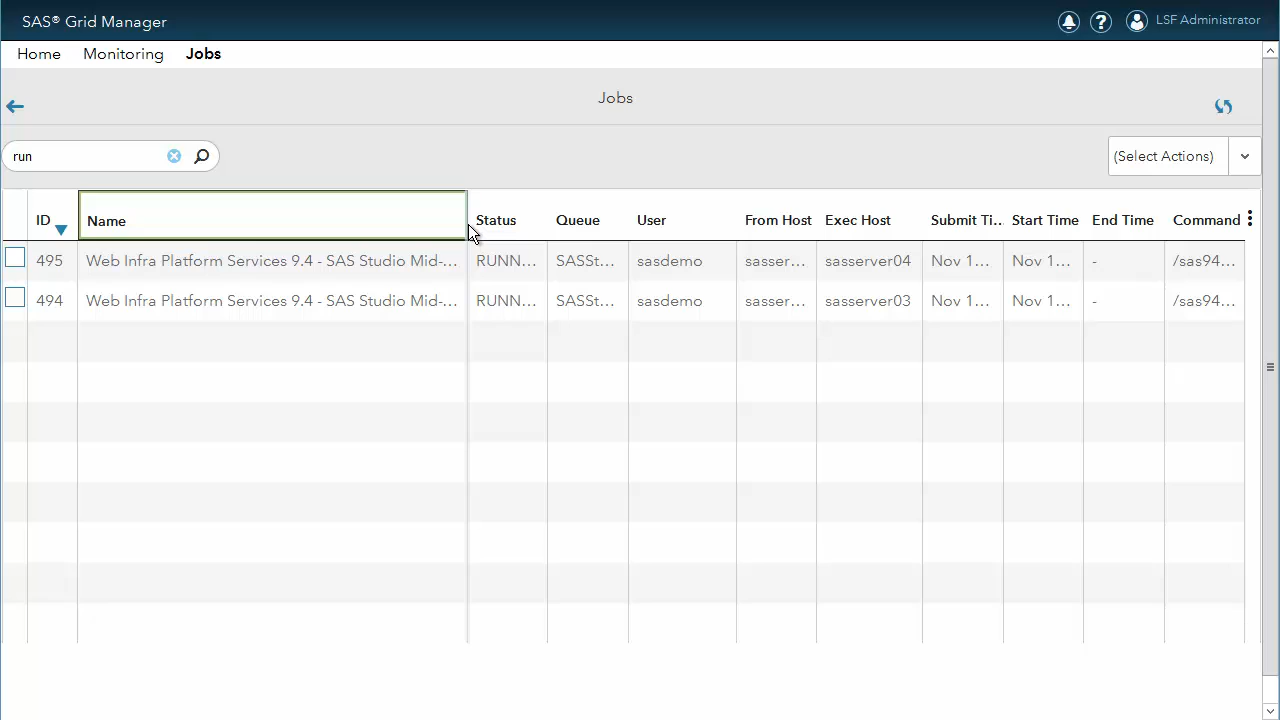 SAS® Grid Manager
LSF Administrator
Home Monitoring Jobs
Jobs
run
(Select Actions)
ID Name Status Queue User From Host Exec Host Submit Ti... Start Time End Time Command
495 Web Infra Platform Services 9.4 - SAS Studio Mid-... RUNN... SASSt... sasdemo sasser... sasserver04 Nov 1... Nov 1... - /sas94...
494 Web Infra Platform Services 9.4 - SAS Studio Mid-... RUNN... SASSt... sasdemo sasser... sasserver03 Nov 1... Nov 1... - /sas94...